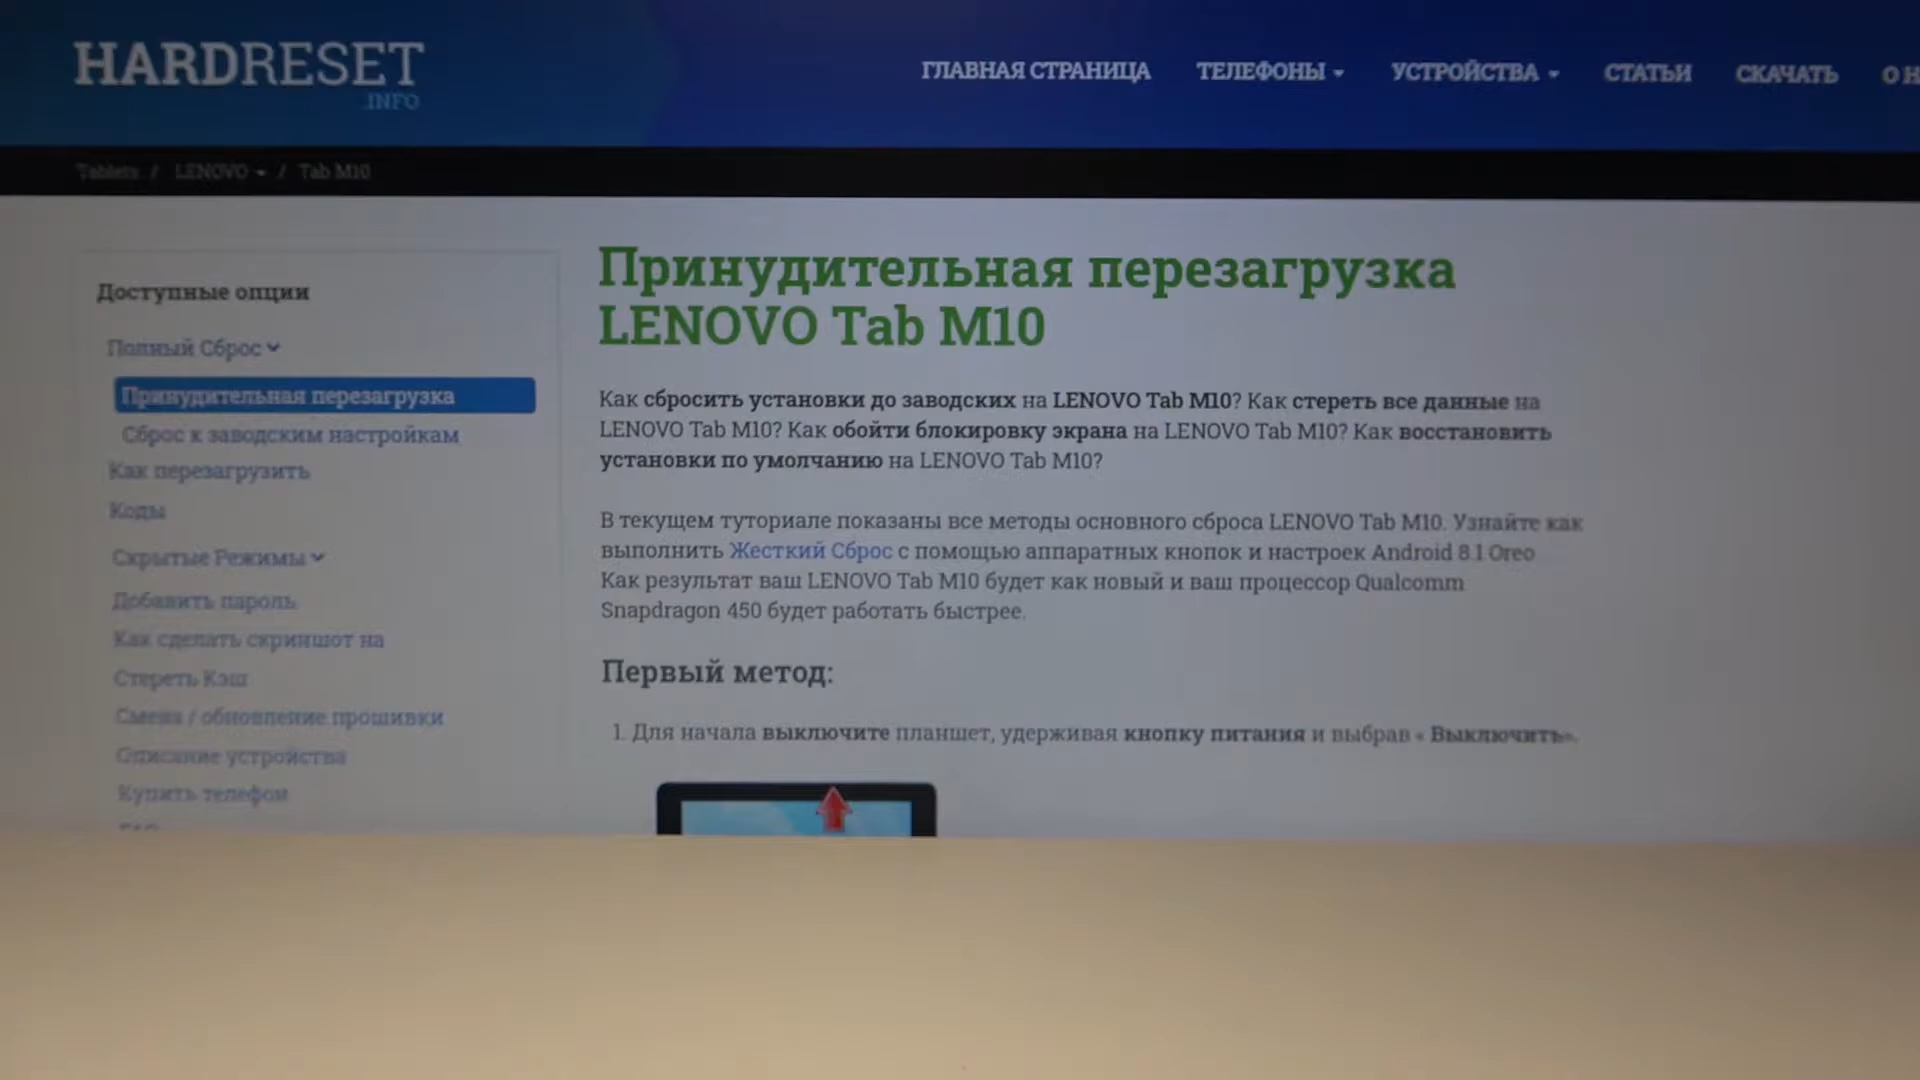 HARDRESET
.INFO
ГЛАВНАЯ СТРАНИЦА
ТЕЛЕФОНЫ
УСТРОЙСТВА
СТАТЬИ
СКАЧАТЬ
Tablets / LENOVO / Tab M10
Доступные опции
Полный Сброс
Принудительная перезагрузка
Сброс к заводским настройкам
Как перезагрузить
Коды
Скрытые Режимы
Добавить пароль
Как сделать скриншот на
Стереть Кэш
Смена / обновление прошивки
Описание устройства
Купить телефон
Принудительная перезагрузка
LENOVO Tab M10
Как сбросить установки до заводских на LENOVO Tab M10? Как стереть все данные на
LENOVO Tab M10? Как обойти блокировку экрана на LENOVO Tab M10? Как восстановить
установки по умолчанию на LENOVO Tab M10?
В текущем туториале показаны все методы основного сброса LENOVO Tab M10. Узнайте как
выполнить Жесткий Сброс с помощью аппаратных кнопок и настроек Android 8.1 Oreo
Как результат ваш LENOVO Tab M10 будет как новый и ваш процессор Qualcomm
Snapdragon 450 будет работать быстрее.
Первый метод:
1. Для начала выключите планшет, удерживая кнопку питания и выбрав « Выключить».